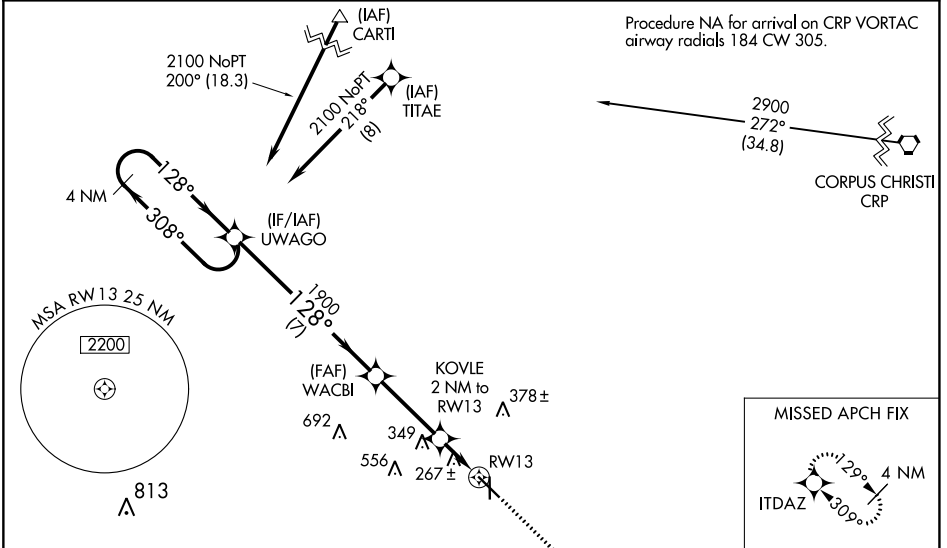 (IAF)
CARTI
Procedure NA for arrival on CRP VORTAC
airway radials 184 CW 305.
2100 NoPT
200° (18.3)
2100 NoPT
218°
(8)
(IAF)
TITAE
2900
272°
(34.8)
CORPUS CHRISTI
CRP
128°
4 NM
308°
(IF/IAF)
UWAGO
1900
128°
(7)
MSA RW13 25 NM
2200
(FAF)
WACBI
KOVLE
2 NM to
RW13
378±
692
349
556
267±
RW13
813
MISSED APCH FIX
129°
4 NM
ITDAZ
309°